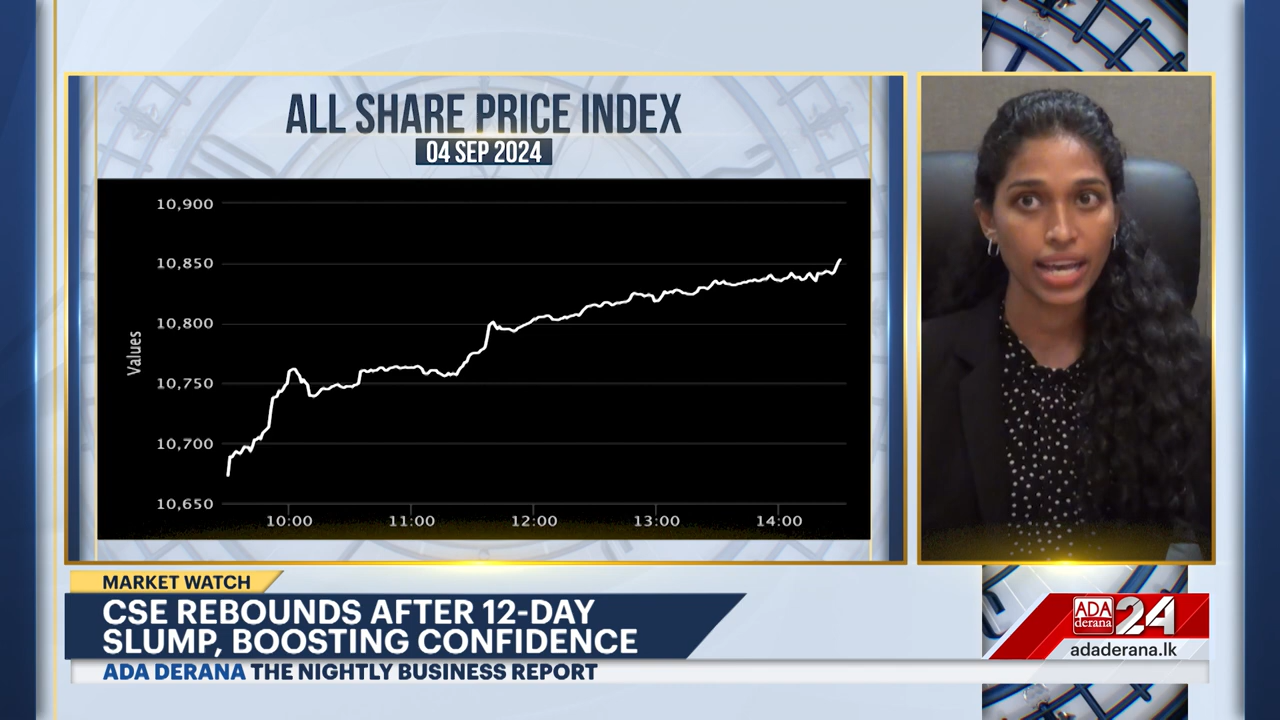 ALL SHARE PRICE INDEX
04 SEP 2024
10,900
10,850
10,800
10,750
10,700
10,650
Values
10:00 11:00 12:00 13:00 14:00
MARKET WATCH
CSE REBOUNDS AFTER 12-DAY
SLUMP, BOOSTING CONFIDENCE
ADA DERANA THE NIGHTLY BUSINESS REPORT
ADA
derana
24
adaderana.lk